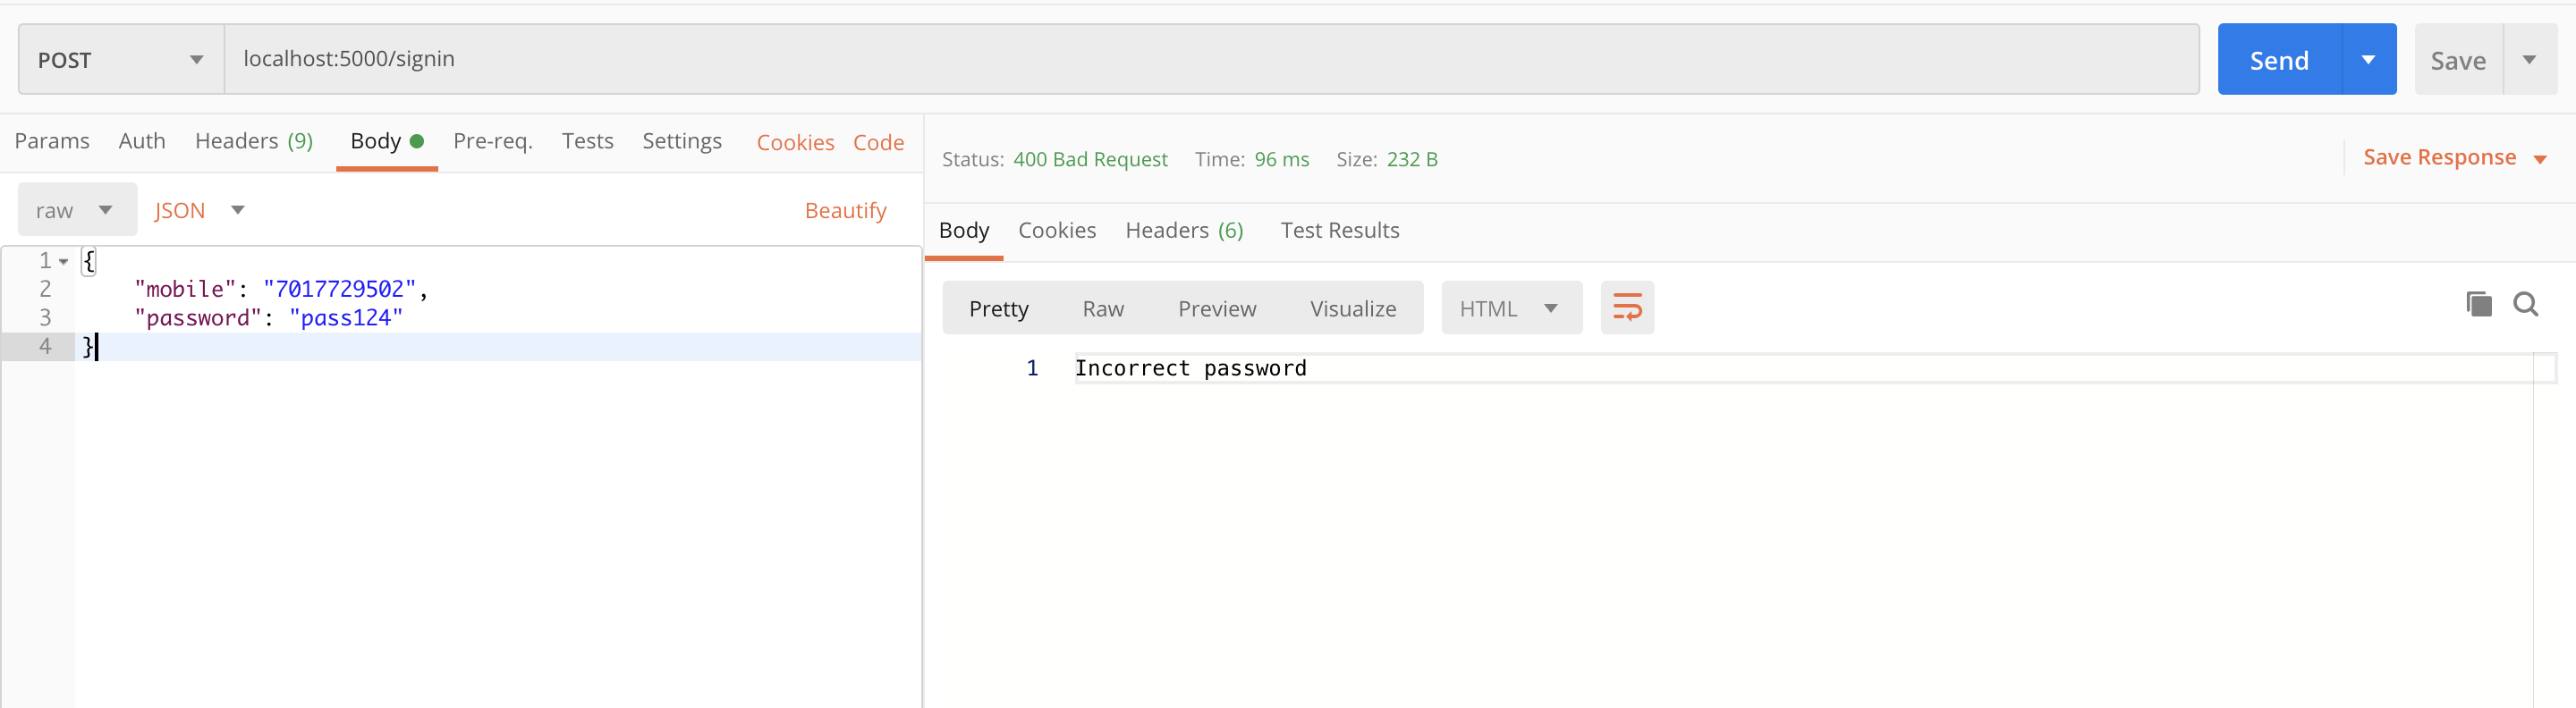 POST localhost:5000/signin Send Save
Params Auth Headers (9) Body Pre-req. Tests Settings Cookies Code
Status: 400 Bad Request Time: 96 ms Size: 232 B Save Response
raw JSON Beautify
Body Cookies Headers (6) Test Results
1 {
2 "mobile": "7017729502",
3 "password": "pass124"
4 }
Pretty Raw Preview Visualize HTML
1 Incorrect password